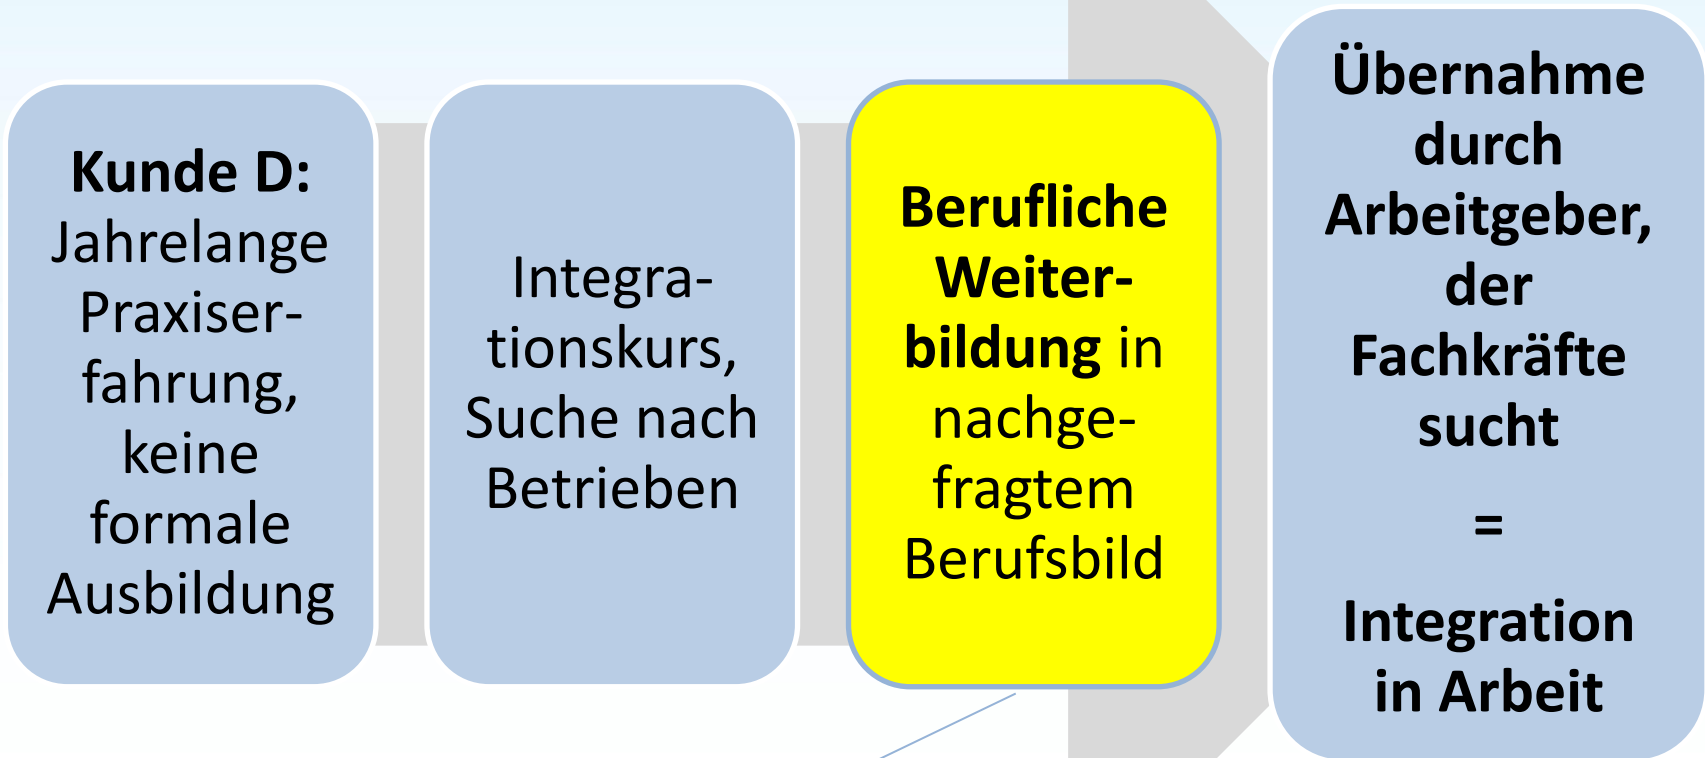 Kunde D:
Jahrelange
Praxiser-
fahrung,
keine
formale
Ausbildung
Integra-
tionskurs,
Suche nach
Betrieben
Berufliche
Weiter-
bildung in
nachge-
fragtem
Berufsbild
Übernahme
durch
Arbeitgeber,
der
Fachkräfte
sucht
=
Integration
in Arbeit